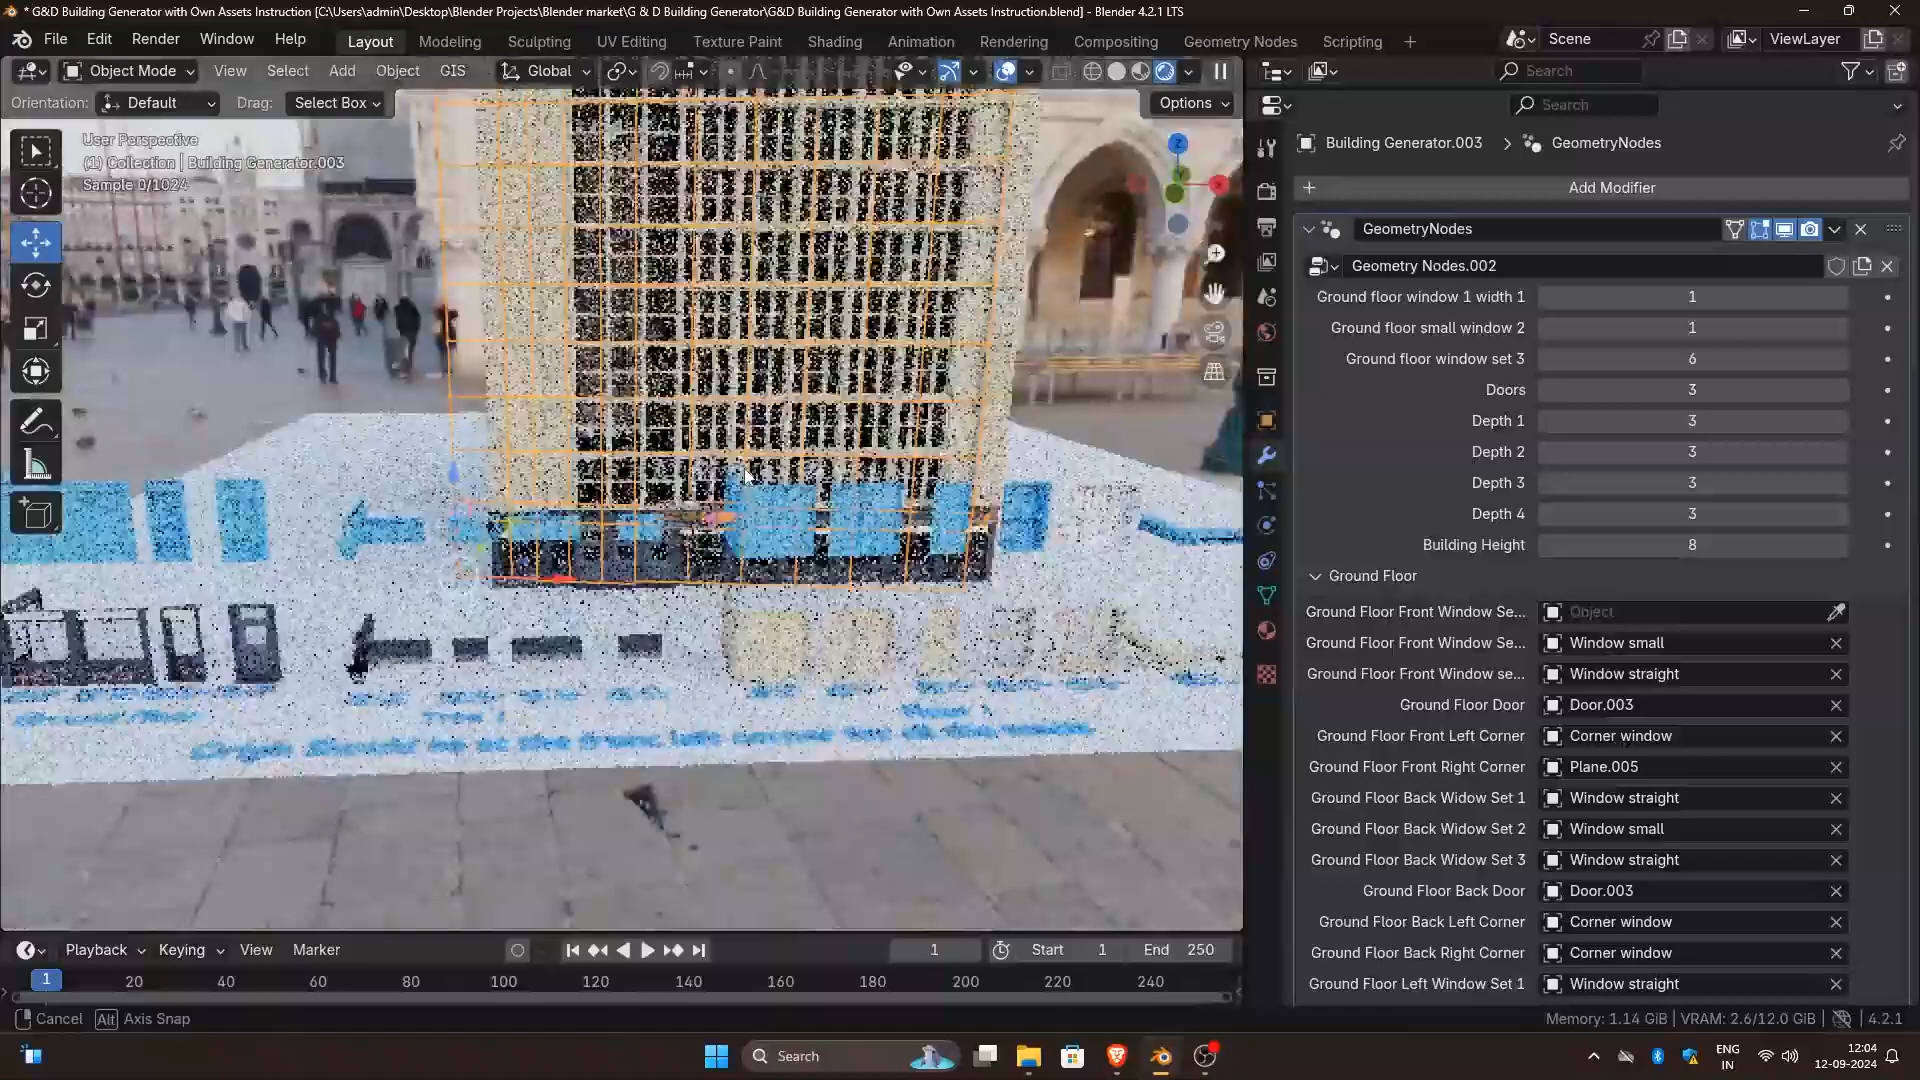 * G&D Building Generator with Own Assets Instruction [C:\Users\admin\Desktop\Blender Projects\Blender market\G & D Building Generator\G&D Building Generator with Own Assets Instruction.blend] - Blender 4.2.1 LTS
File Edit Render Window Help Layout Modeling Sculpting UV Editing Texture Paint Shading Animation Rendering Compositing Geometry Nodes Scripting + Scene ViewLayer
Object Mode View Select Add Object GIS Global Search
Orientation: Default Drag: Select Box Options Search
User Perspective
(1) Collection | Building Generator.003
Sample 0/1024
Z
Y
X
Building Generator.003 > GeometryNodes
+ Add Modifier
GeometryNodes
Geometry Nodes.002
Ground floor window 1 width 1 1
Ground floor small window 2 1
Ground floor window set 3 6
Doors 3
Depth 1 3
Depth 2 3
Depth 3 3
Depth 4 3
Building Height 8
Ground Floor
Ground Floor Front Window Se... Object
Ground Floor Front Window Se... Window small
Ground Floor Front Window se... Window straight
Ground Floor Door Door.003
Ground Floor Front Left Corner Corner window
Ground Floor Front Right Corner Plane.005
Ground Floor Back Widow Set 1 Window straight
Ground Floor Back Widow Set 2 Window small
Ground Floor Back Widow Set 3 Window straight
Ground Floor Back Door Door.003
Ground Floor Back Left Corner Corner window
Ground Floor Back Right Corner Corner window
Ground Floor Left Window Set 1 Window straight
Playback Keying View Marker 1 Start 1 End 250
1 20 40 60 80 100 120 140 160 180 200 220 240
Cancel Alt Axis Snap Memory: 1.14 GiB | VRAM: 2.6/12.0 GiB | 4.2.1
Search ENG IN 12:04 12-09-2024